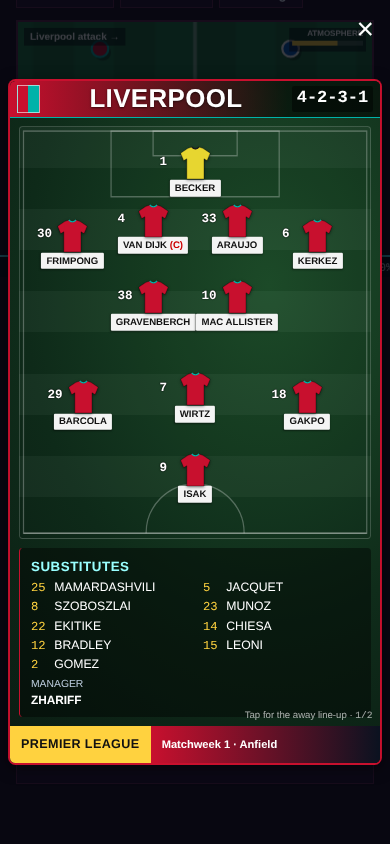 Liverpool attack →
ATMOSPHER
×
LIVERPOOL
4-2-3-1
1
BECKER
4
VAN DIJK (C)
33
ARAUJO
30
FRIMPONG
6
KERKEZ
38
GRAVENBERCH
10
MAC ALLISTER
29
BARCOLA
7
WIRTZ
18
GAKPO
9
ISAK
SUBSTITUTES
25 MAMARDASHVILI
5 JACQUET
8 SZOBOSZLAI
23 MUNOZ
22 EKITIKE
14 CHIESA
12 BRADLEY
15 LEONI
2 GOMEZ
MANAGER
ZHARIFF
Tap for the away line-up · 1/2
PREMIER LEAGUE
Matchweek 1 · Anfield